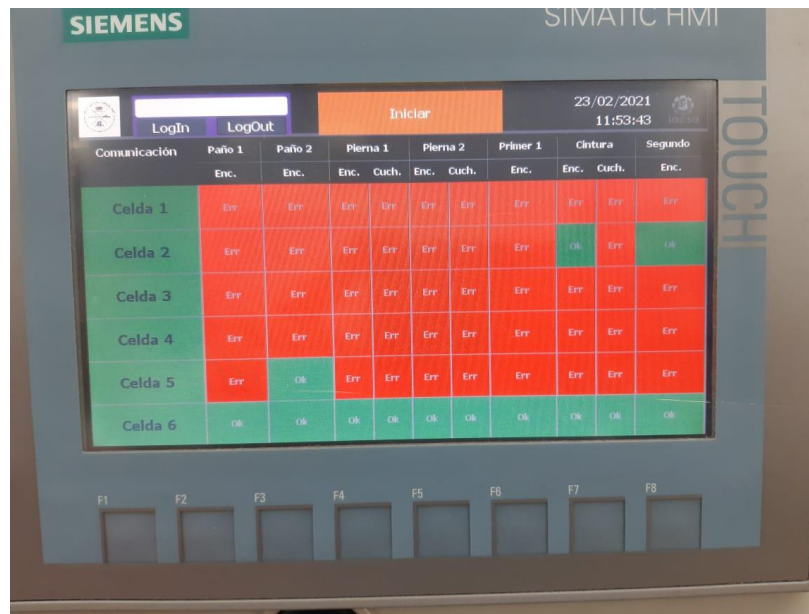 SIEMENS
SIMATIC HMI
TOUCH
LogIn LogOut
Iniciar
23/02/2021
11:53:43
Comunicación Paño 1 Paño 2 Pierna 1 Pierna 2 Primer 1 Cintura Segundo
Enc. Enc. Enc. Cuch. Enc. Cuch. Enc. Enc. Cuch. Enc.
Celda 1 Err Err Err Err Err Err Err Err Err Err
Celda 2 Err Err Err Err Err Err Err Ok Err Ok
Celda 3 Err Err Err Err Err Err Err Err Err Err
Celda 4 Err Err Err Err Err Err Err Err Err Err
Celda 5 Err Ok Err Err Err Err Err Err Err Err
Celda 6 Ok Ok Ok Ok Ok Ok Ok Ok Ok Ok
F1 F2 F3 F4 F5 F6 F7 F8